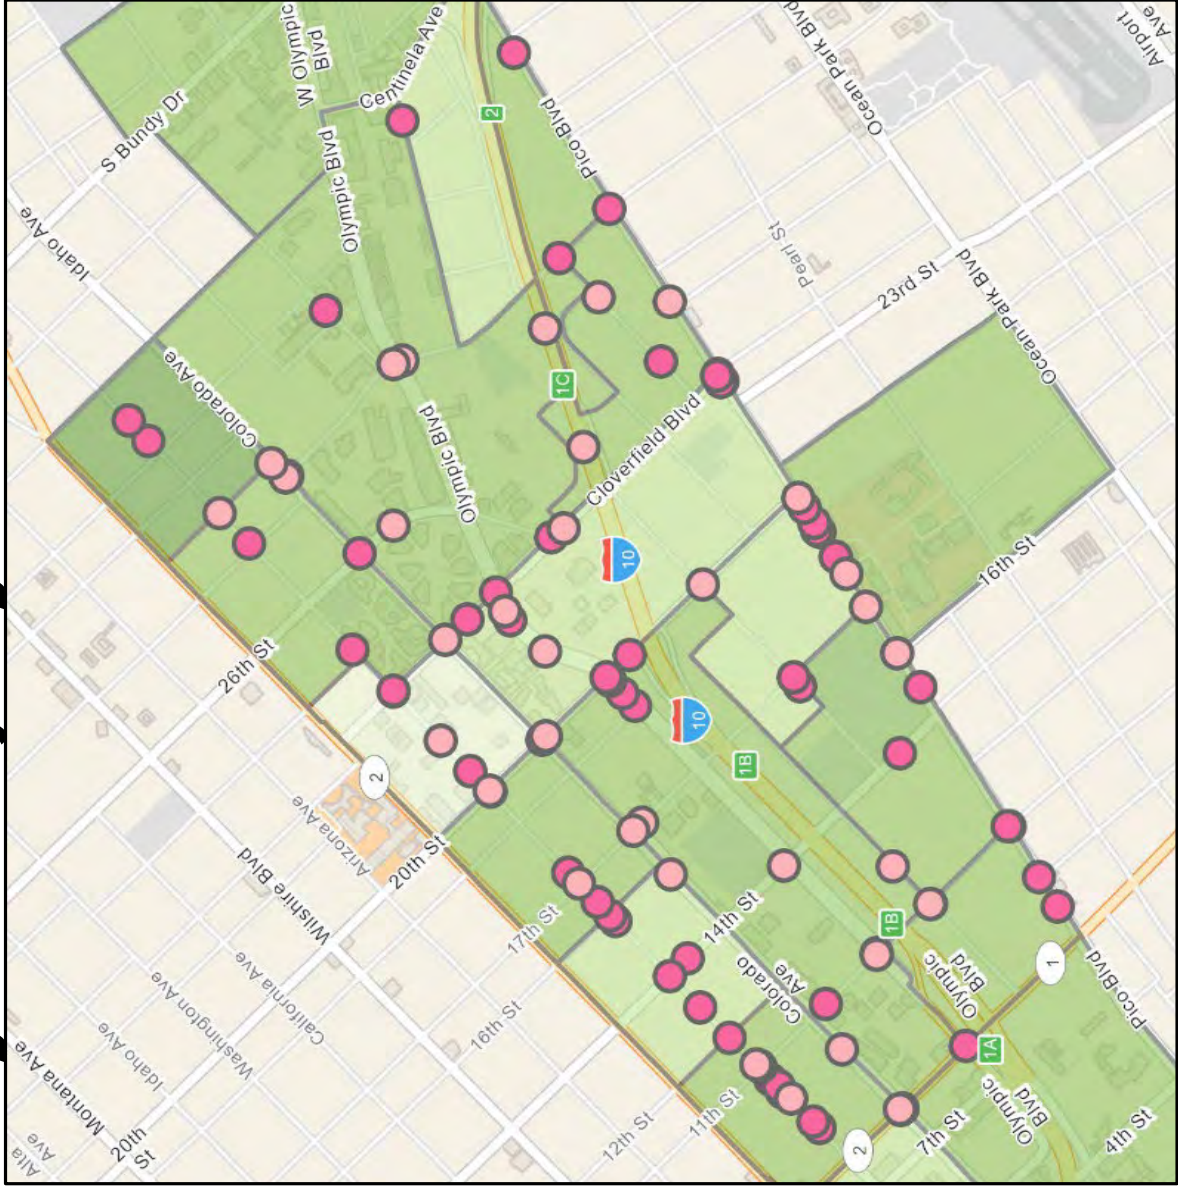 W Olympic
Blvd
Centinela Ave
Ocean Park Blvd
Airport
Ave
S Bundy Dr
2
Pico Blvd
Olympic Blvd
Idaho Ave
Pearl St
23rd St
Ocean Park Blvd
Colorado Ave
1C
Olympic Blvd
Cloverfield Blvd
10
16th St
26th St
10
2
1B
Arizona Ave
20th St
Wilshire Blvd
17th St
14th St
1B
California Ave
Washington Ave
Colorado
Ave
Olympic
Blvd
1
Pico Blvd
16th St
Idaho Ave
Montana Ave
1A
Olympic
Blvd
11th St
12th St
7th St
4th St
2
20th
St
Alta
Ave